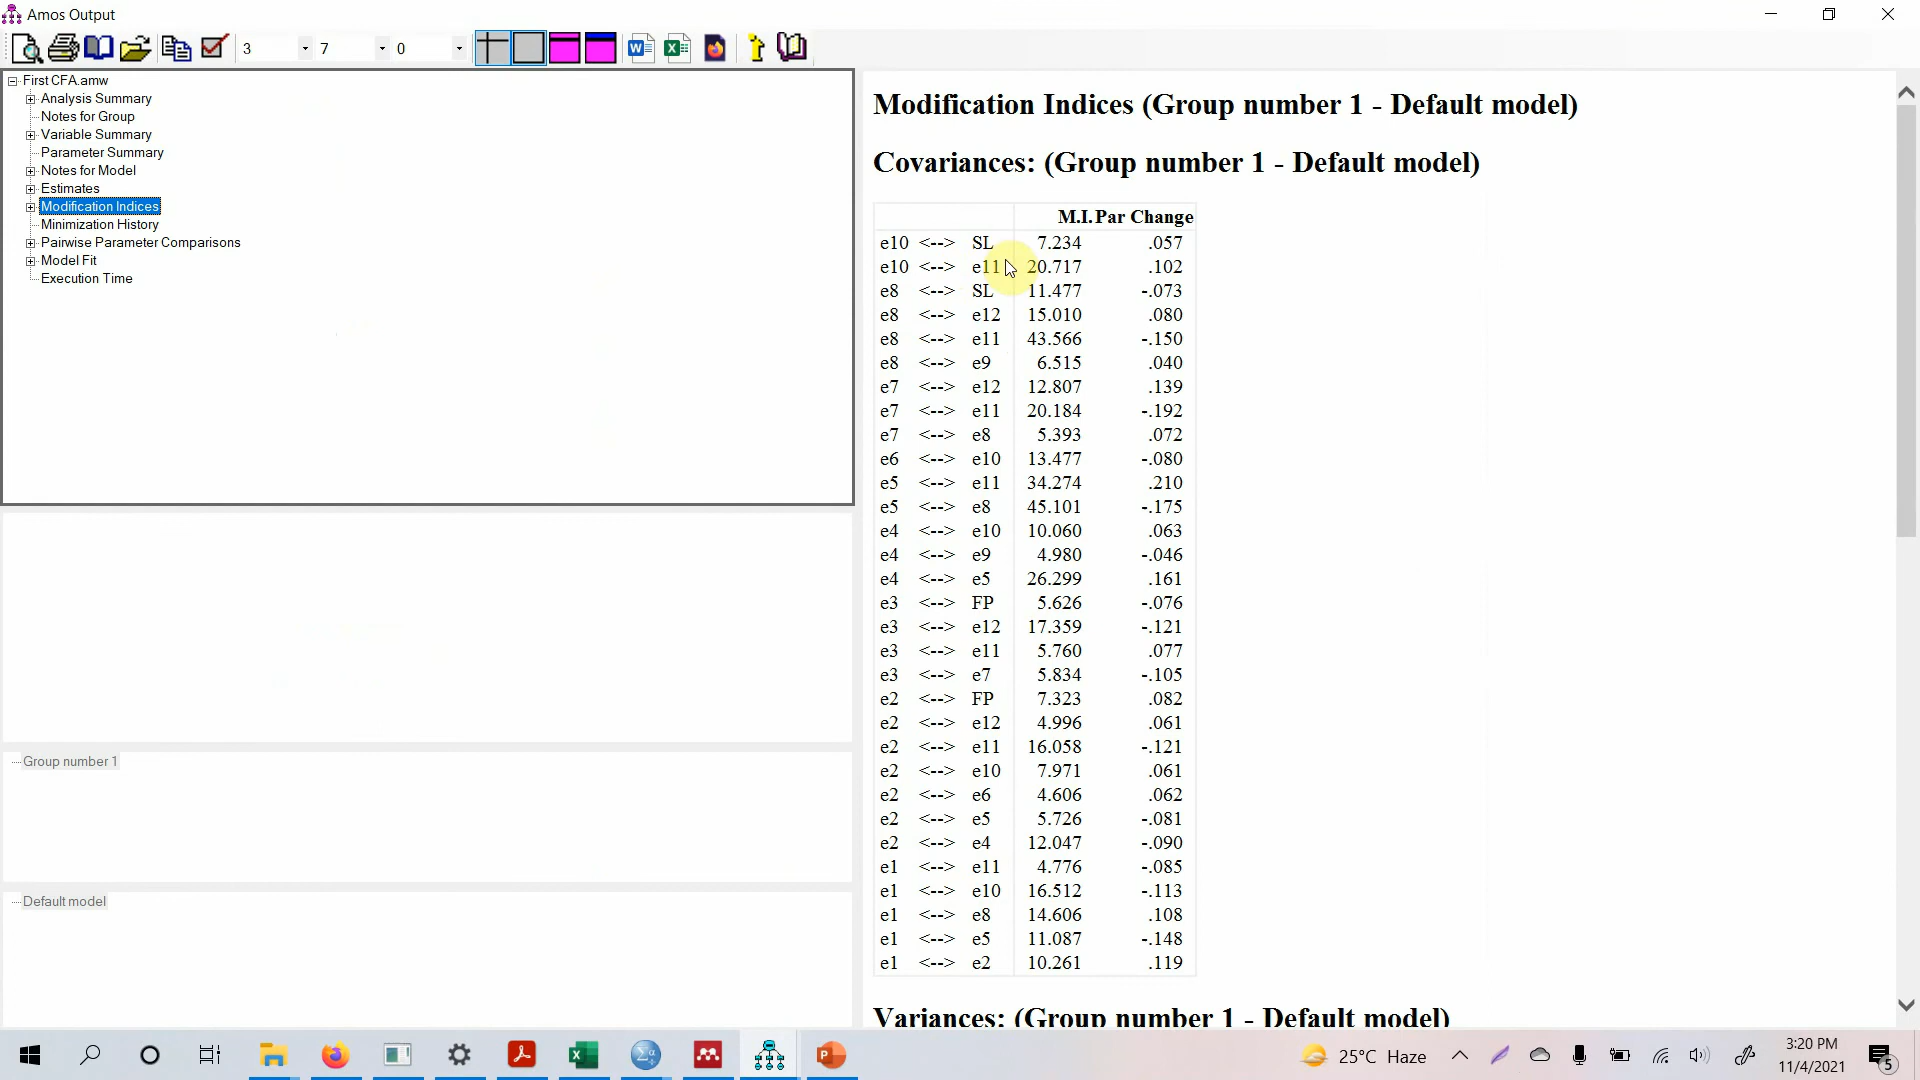 Amos Output
3 7 0
First CFA.amw
Analysis Summary
Notes for Group
Variable Summary
Parameter Summary
Notes for Model
Estimates
Modification Indices
Minimization History
Pairwise Parameter Comparisons
Model Fit
Execution Time
Group number 1
Default model
Modification Indices (Group number 1 - Default model)
Covariances: (Group number 1 - Default model)
M.I. Par Change
e10 <--> SL 7.234 .057
e10 <--> e11 20.717 .102
e8 <--> SL 11.477 -.073
e8 <--> e12 15.010 .080
e8 <--> e11 43.566 -.150
e8 <--> e9 6.515 .040
e7 <--> e12 12.807 .139
e7 <--> e11 20.184 -.192
e7 <--> e8 5.393 .072
e6 <--> e10 13.477 -.080
e5 <--> e11 34.274 .210
e5 <--> e8 45.101 -.175
e4 <--> e10 10.060 .063
e4 <--> e9 4.980 -.046
e4 <--> e5 26.299 .161
e3 <--> FP 5.626 -.076
e3 <--> e12 17.359 -.121
e3 <--> e11 5.760 .077
e3 <--> e7 5.834 -.105
e2 <--> FP 7.323 .082
e2 <--> e12 4.996 .061
e2 <--> e11 16.058 -.121
e2 <--> e10 7.971 .061
e2 <--> e6 4.606 .062
e2 <--> e5 5.726 -.081
e2 <--> e4 12.047 -.090
e1 <--> e11 4.776 -.085
e1 <--> e10 16.512 -.113
e1 <--> e8 14.606 .108
e1 <--> e5 11.087 -.148
e1 <--> e2 10.261 .119
Variances: (Group number 1 - Default model)
25°C Haze
3:20 PM
11/4/2021
5